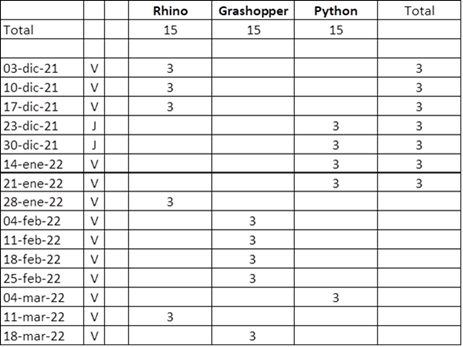 Rhino Grashopper Python Total
Total 15 15 15
03-dic-21 V 3 3
10-dic-21 V 3 3
17-dic-21 V 3 3
23-dic-21 J 3 3
30-dic-21 J 3 3
14-ene-22 V 3 3
21-ene-22 V 3 3
28-ene-22 V 3
04-feb-22 V 3
11-feb-22 V 3
18-feb-22 V 3
25-feb-22 V 3
04-mar-22 V 3
11-mar-22 V 3
18-mar-22 V 3